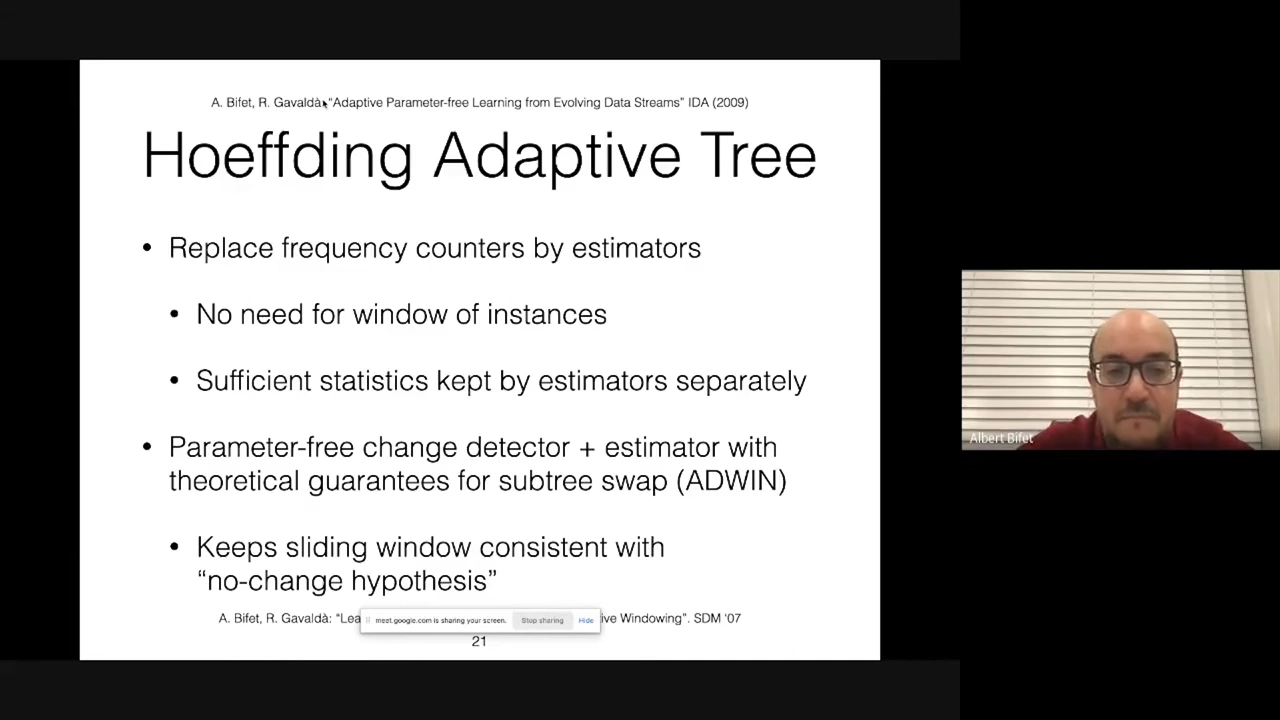 A. Bifet, R. Gavaldà: “Adaptive Parameter-free Learning from Evolving Data Streams” IDA (2009)
Hoeffding Adaptive Tree
• Replace frequency counters by estimators
• No need for window of instances
• Sufficient statistics kept by estimators separately
• Parameter-free change detector + estimator with
theoretical guarantees for subtree swap (ADWIN)
• Keeps sliding window consistent with
“no-change hypothesis”
Albert Bifet
A. Bifet, R. Gavaldà: “Lea
meet.google.com is sharing your screen. Stop sharing Hide
ive Windowing”. SDM ‘07
21